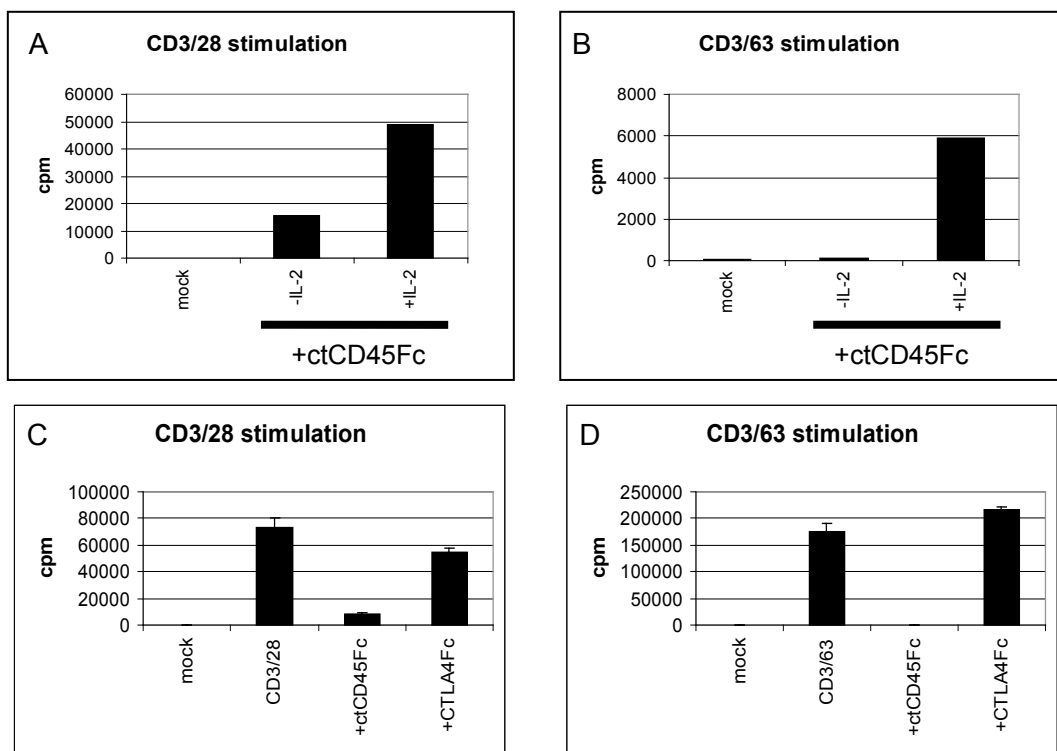 A
CD3/28 stimulation
60000
50000
40000
30000
20000
10000
0
cpm
mock
-IL-2
+IL-2
+ctCD45Fc
B
CD3/63 stimulation
8000
6000
4000
2000
0
cpm
mock
-IL-2
+IL-2
+ctCD45Fc
C
CD3/28 stimulation
100000
80000
60000
40000
20000
0
cpm
mock
CD3/28
+ctCD45Fc
+CTLA4Fc
D
CD3/63 stimulation
250000
200000
150000
100000
50000
0
cpm
mock
CD3/63
+ctCD45Fc
+CTLA4Fc